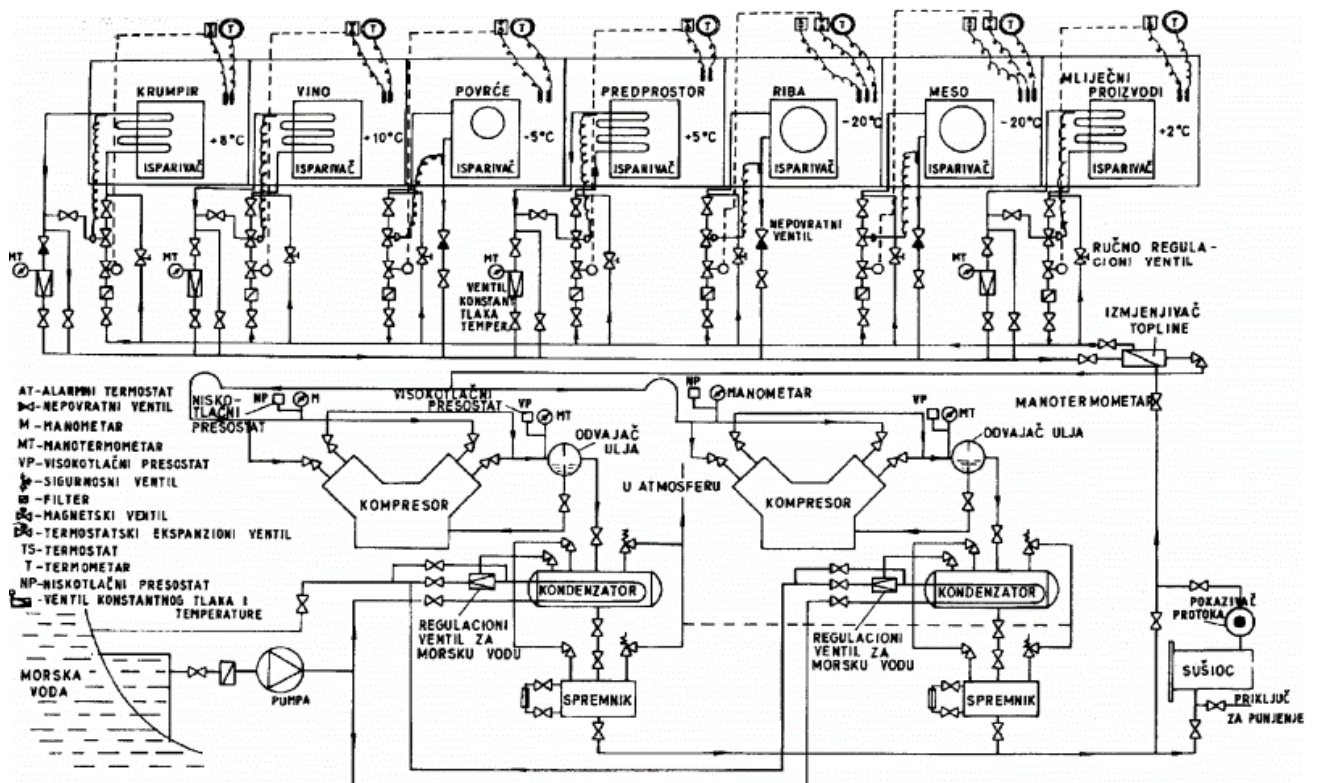 T
T
T
T
T
T
T
KRUMPIR
+8°C
ISPARIVAČ
VINO
+10°C
ISPARIVAČ
POVRĆE
-5°C
ISPARIVAČ
PREDPROSTOR
+5°C
ISPARIVAČ
RIBA
-20°C
ISPARIVAČ
MESO
-20°C
ISPARIVAČ
MLIJEČNI
PROIZVODI
+2°C
ISPARIVAČ
MT
MT
MT
VENTIL
KONSTANT
TLAKA
TEMPER
NEPOVRATNI
VENTIL
MT
RUČNO REGULA-
CIONI VENTIL
IZMJENJIVAČ
TOPLINE
AT-ALARMNI TERMOSTAT
-NEPOVRATNI VENTIL
M-MANOMETAR
MT-MANOTERMOMETAR
VP-VISOKOTLAČNI PRESOSTAT
-SIGURNOSNI VENTIL
-FILTER
-MAGNETSKI VENTIL
-TERMOSTATSKI EKSPANZIONI VENTIL
TS-TERMOSTAT
T-TERMOMETAR
NP-NISKOTLAČNI PRESOSTAT
-VENTIL KONSTANTNOG TLAKA I
TEMPERATURE
NISKO-
TLAČNI
PRESOSTAT
NP
M
VISOKOTLAČNI
PRESOSTAT
VP
MT
ODVAJAČ
ULJA
KOMPRESOR
NP
MANOMETAR
VP
MT
ODVAJAČ ULJA
KOMPRESOR
MANOTERMOMETAR
U ATMOSFERU
KONDENZATOR
REGULACIONI
VENTIL ZA
MORSKU VODU
SPREMNIK
KONDENZATOR
REGULACIONI
VENTIL ZA
MORSKU VODU
SPREMNIK
POKAZIVAČ
PROTOKA
SUŠIOC
PRIKLJUČ
ZA PUNJENJE
MORSKA
VODA
PUMPA